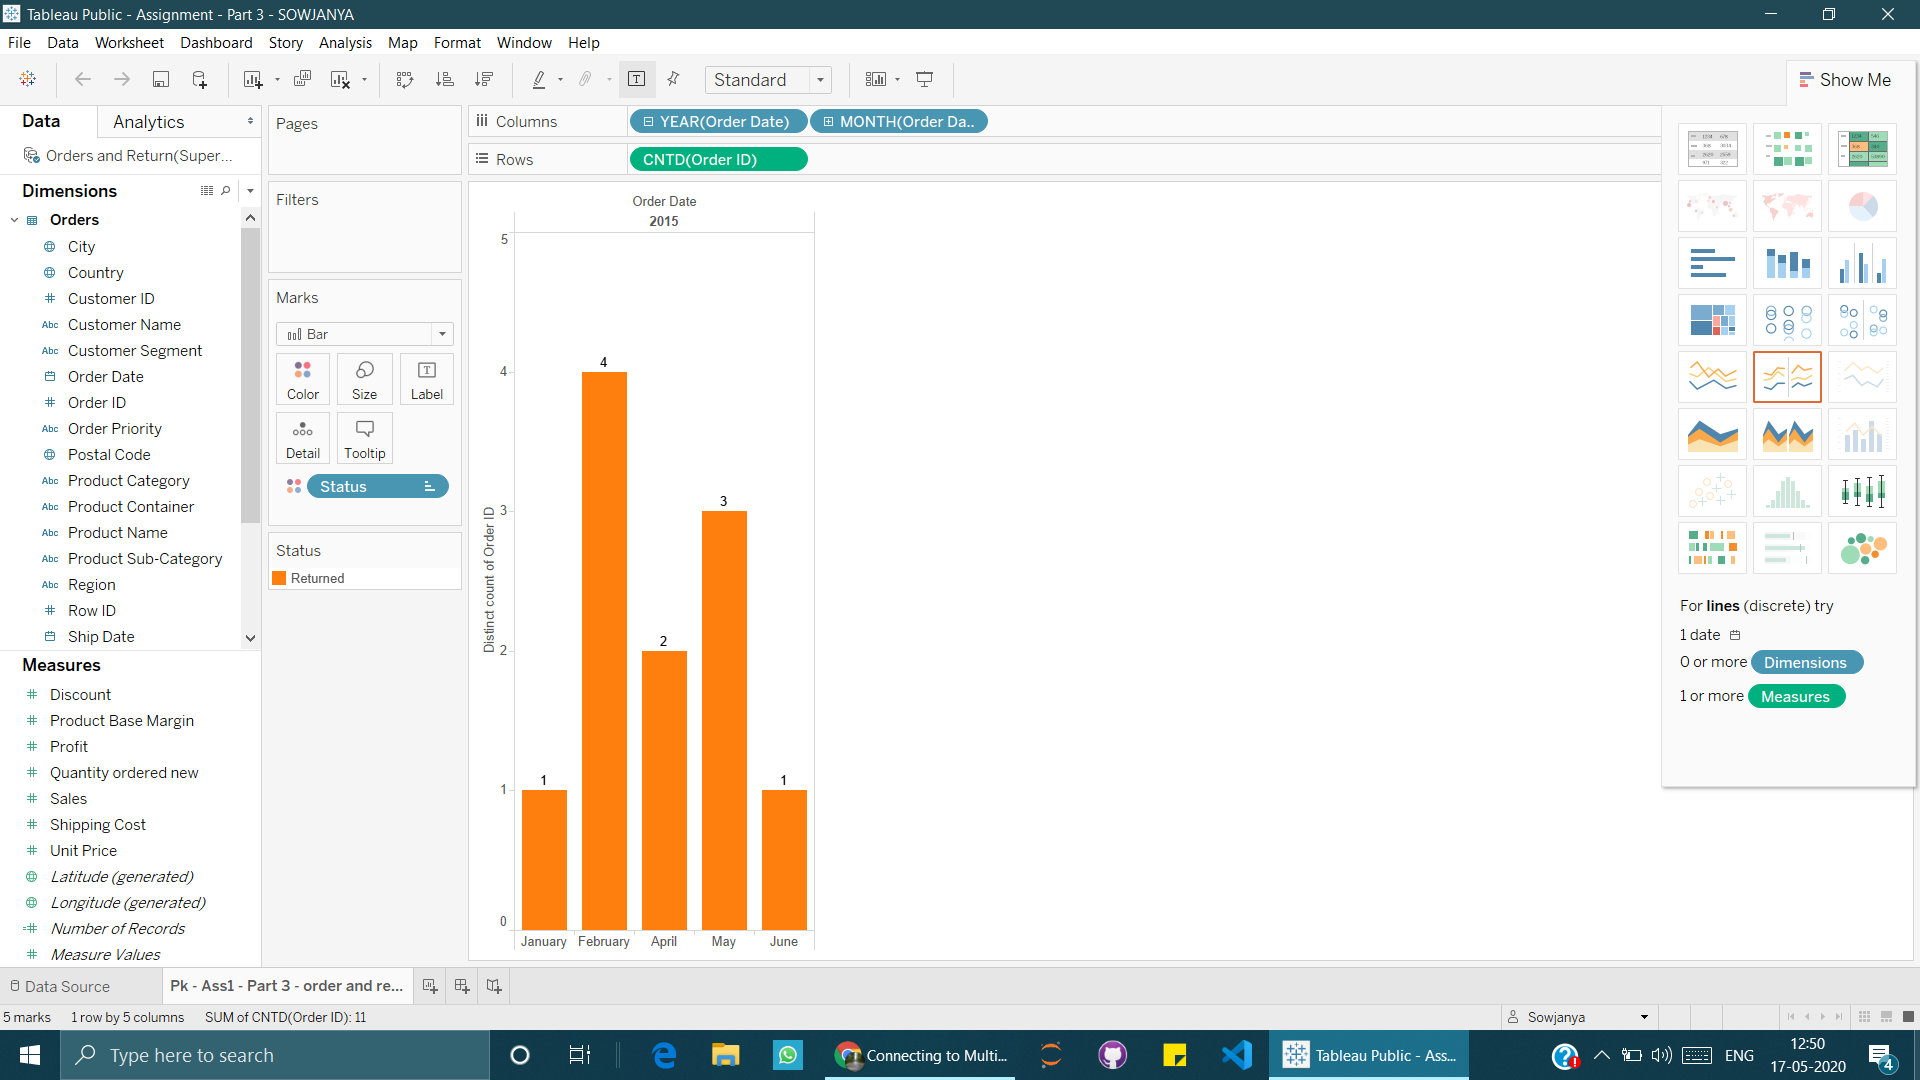 Tableau Public - Assignment - Part 3 - SOWJANYA
File Data Worksheet Dashboard Story Analysis Map Format Window Help
Standard
Show Me
Data
Analytics
Orders and Return(Super...
Dimensions
Orders
City
Country
Customer ID
Abc Customer Name
Abc Customer Segment
Order Date
Order ID
Abc Order Priority
Postal Code
Abc Product Category
Abc Product Container
Abc Product Name
Abc Product Sub-Category
Abc Region
Row ID
Ship Date
Measures
Discount
Product Base Margin
Profit
Quantity ordered new
Sales
Shipping Cost
Unit Price
Latitude (generated)
Longitude (generated)
Number of Records
Measure Values
Pages
Filters
Marks
Bar
Color
Size
Label
Detail
Tooltip
Status
Status
Returned
Columns
YEAR(Order Date)
MONTH(Order Da..
Rows
CNTD(Order ID)
Order Date
2015
Distinct count of Order ID
5
4
3
2
1
0
1
4
2
3
1
January
February
April
May
June
For lines (discrete) try
1 date
0 or more Dimensions
1 or more Measures
Data Source
Pk - Ass1 - Part 3 - order and re...
5 marks
1 row by 5 columns
SUM of CNTD(Order ID): 11
Sowjanya
Type here to search
Connecting to Multi...
Tableau Public - Ass...
ENG
12:50
17-05-2020
4